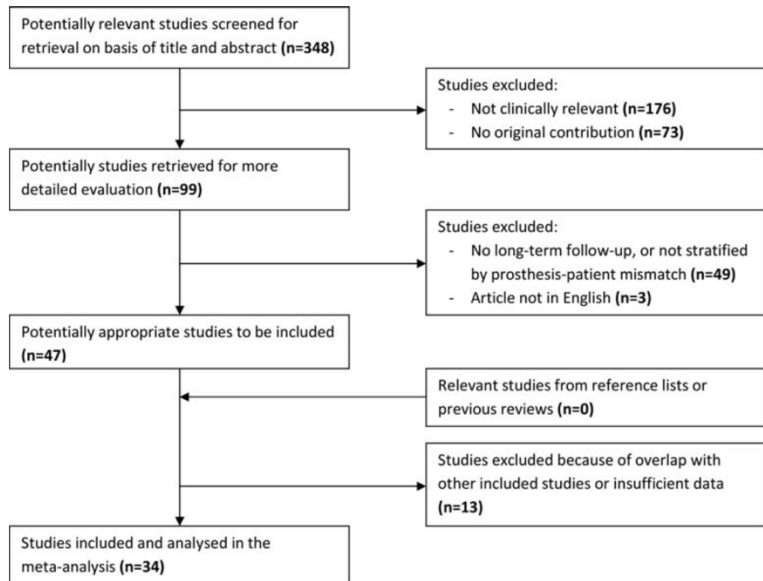 Potentially relevant studies screened for
retrieval on basis of title and abstract (n=348)
Studies excluded:
- Not clinically relevant (n=176)
- No original contribution (n=73)
Potentially studies retrieved for more
detailed evaluation (n=99)
Studies excluded:
- No long-term follow-up, or not stratified
by prosthesis-patient mismatch (n=49)
- Article not in English (n=3)
Potentially appropriate studies to be included
(n=47)
Relevant studies from reference lists or
previous reviews (n=0)
Studies excluded because of overlap with
other included studies or insufficient data
(n=13)
Studies included and analysed in the
meta-analysis (n=34)